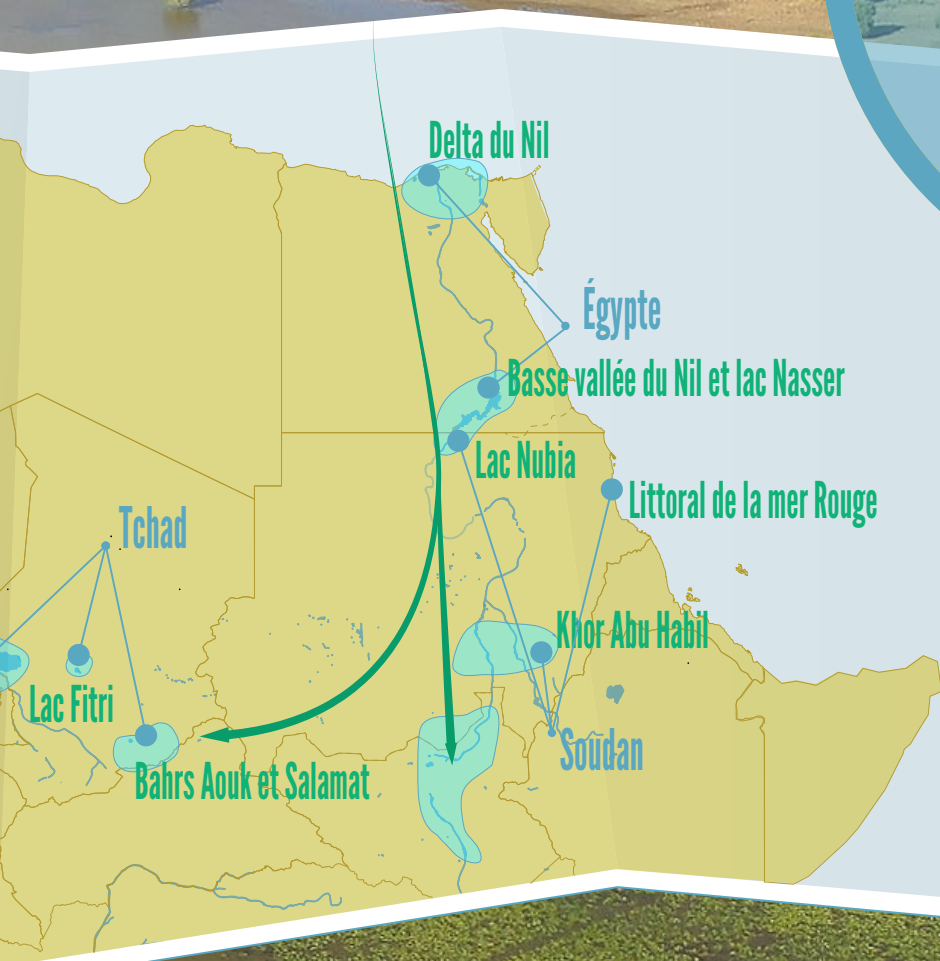 Delta du Nil
Égypte
Basse vallée du Nil et lac Nasser
Lac Nubia
Littoral de la mer Rouge
Tchad
Khor Abu Habil
Lac Fitri
Soudan
Bahrs Aouk et Salamat